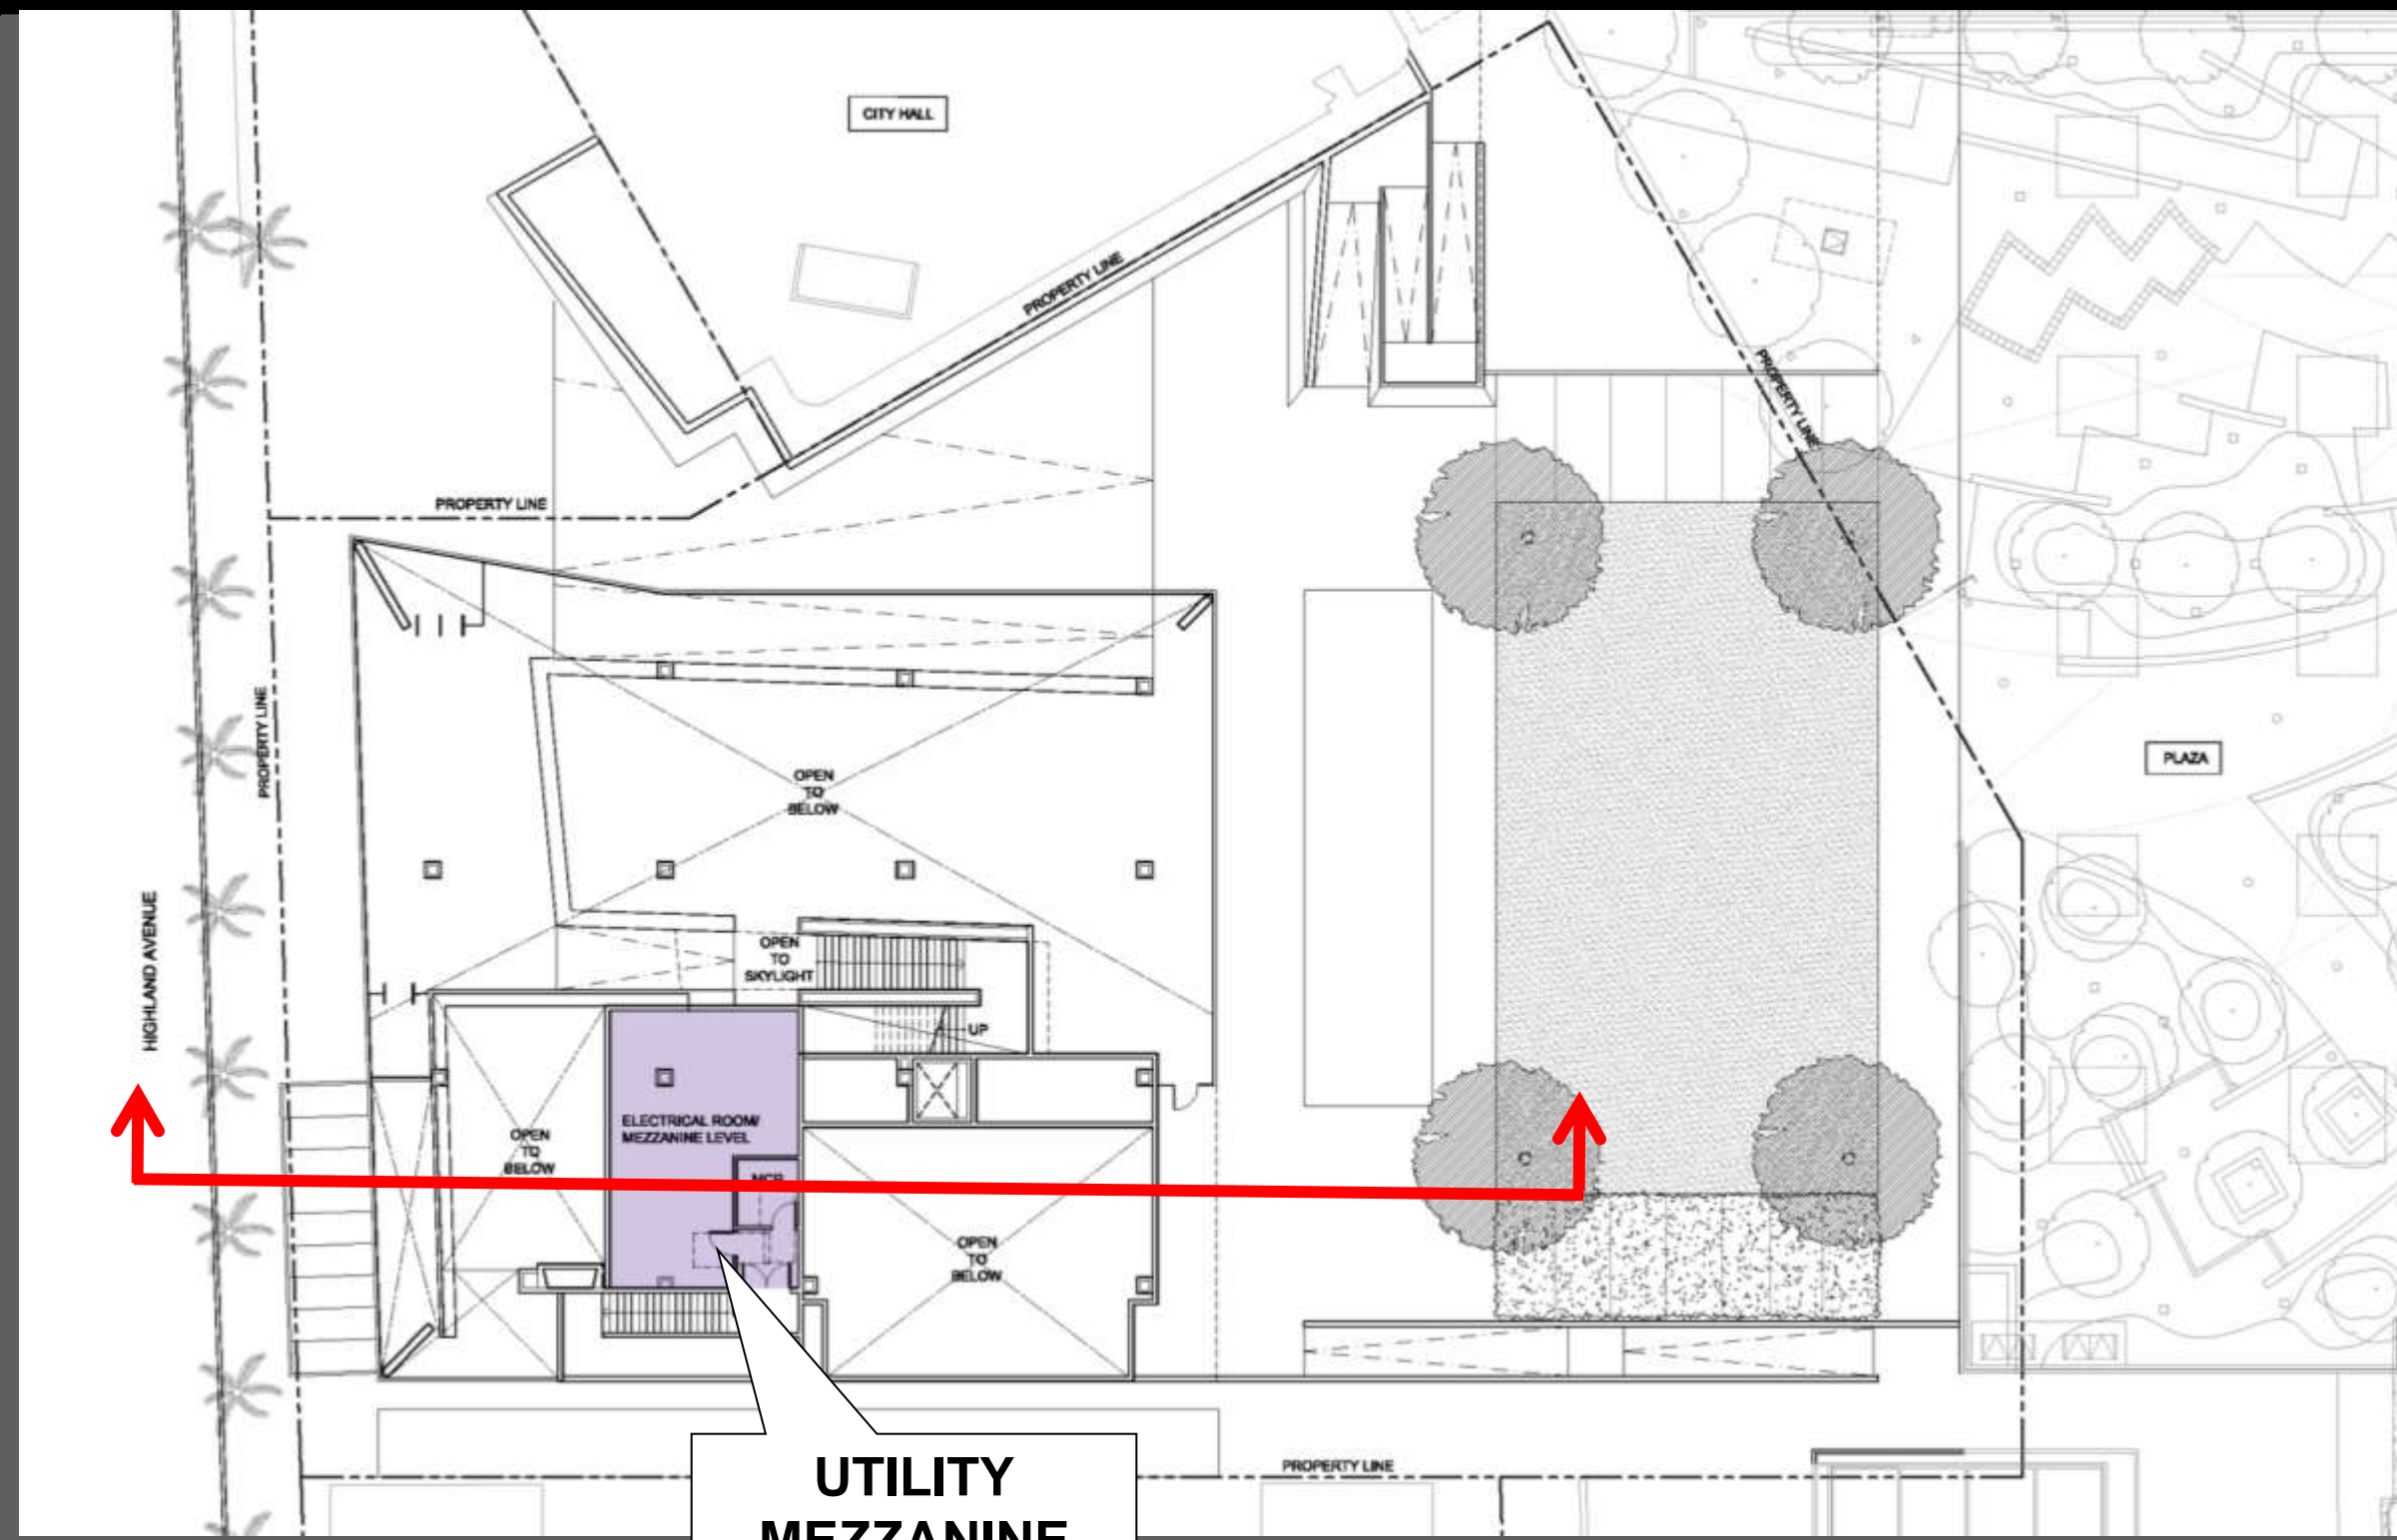 CITY HALL
PROPERTY LINE
PROPERTY LINE
PROPERTY LINE
PROPERTY LINE
PLAZA
OPEN
TO
BELOW
HIGHLAND AVENUE
OPEN
TO
SKYLIGHT
UP
ELECTRICAL ROOM/
MEZZANINE LEVEL
OPEN
TO
BELOW
OPEN
TO
BELOW
PROPERTY LINE
UTILITY
MEZZANINE